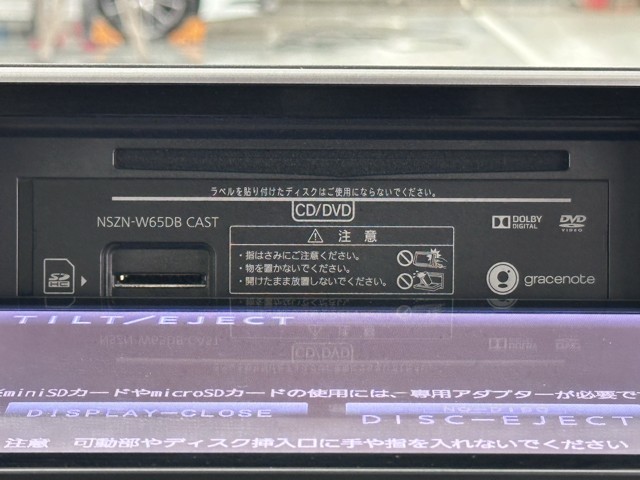 ラベルを貼り付けたディスクはご使用にならないでください。
CD/DVD
NSZN-W65DB CAST
DOLBY DIGITAL
DVD VIDEO
注 意
・指はさみにご注意ください。
・物を置かないでください。
・開けたまま放置しないでください。
SD HC
gracenote
TILT/EJECT
miniSDカードやmicroSDカードの使用には、専用アダプターが必要で
DISPLAY-CLOSE
DISC-EJECT
注意 可動部やディスク挿入口に手や指を入れないでください